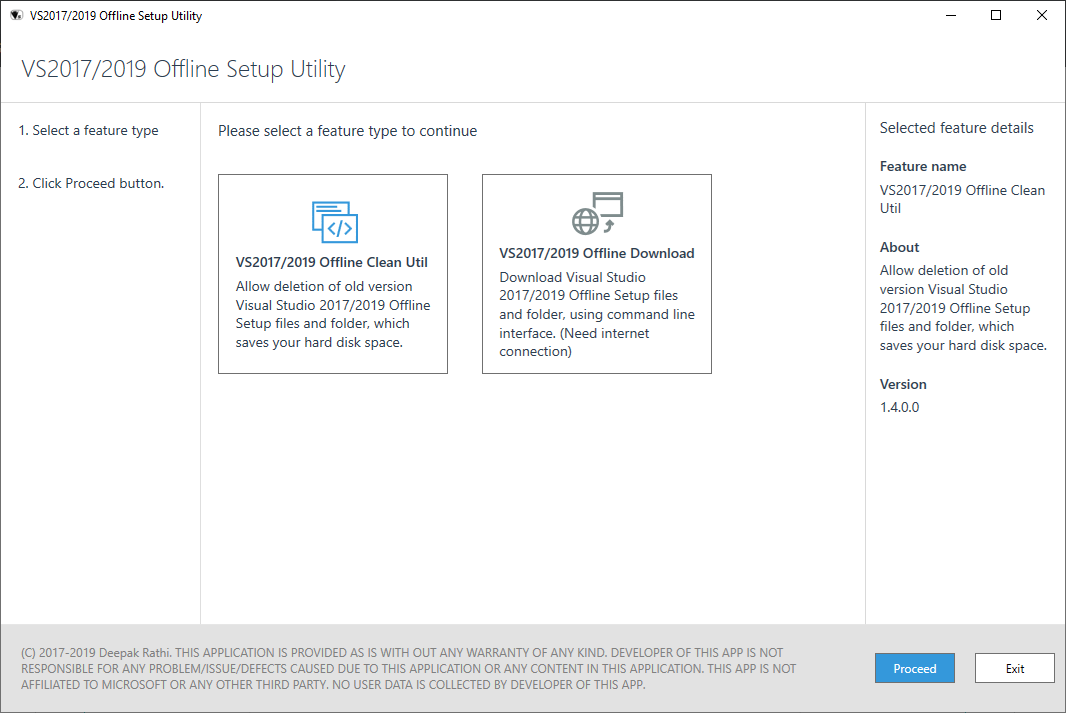 VS2017/2019 Offline Setup Utility
VS2017/2019 Offline Setup Utility
1. Select a feature type
2. Click Proceed button.
Please select a feature type to continue
VS2017/2019 Offline Clean Util
Allow deletion of old version
Visual Studio 2017/2019 Offline
Setup files and folder, which
saves your hard disk space.
VS2017/2019 Offline Download
Download Visual Studio
2017/2019 Offline Setup files
and folder, using command line
interface. (Need internet
connection)
Selected feature details
Feature name
VS2017/2019 Offline Clean
Util
About
Allow deletion of old
version Visual Studio
2017/2019 Offline Setup
files and folder, which
saves your hard disk space.
Version
1.4.0.0
(C) 2017-2019 Deepak Rathi. THIS APPLICATION IS PROVIDED AS IS WITH OUT ANY WARRANTY OF ANY KIND. DEVELOPER OF THIS APP IS NOT
RESPONSIBLE FOR ANY PROBLEM/ISSUE/DEFECTS CAUSED DUE TO THIS APPLICATION OR ANY CONTENT IN THIS APPLICATION. THIS APP IS NOT
AFFILIATED TO MICROSOFT OR ANY OTHER THIRD PARTY. NO USER DATA IS COLLECTED BY DEVELOPER OF THIS APP.
Proceed
Exit